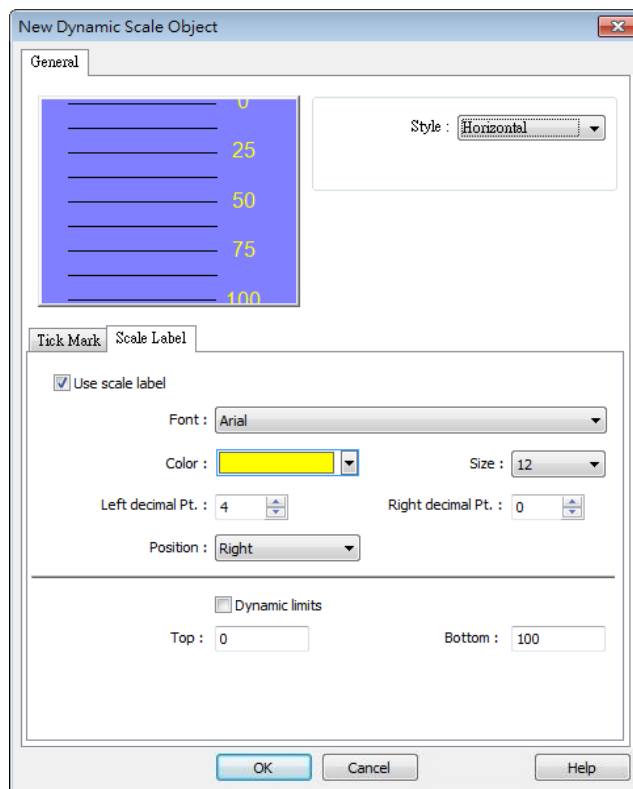 New Dynamic Scale Object
General
0
25
50
75
100
Style : Horizontal
Tick Mark Scale Label
Use scale label
Font : Arial
Color : Size : 12
Left decimal Pt. : 4 Right decimal Pt. : 0
Position : Right
Dynamic limits
Top : 0 Bottom : 100
OK Cancel Help